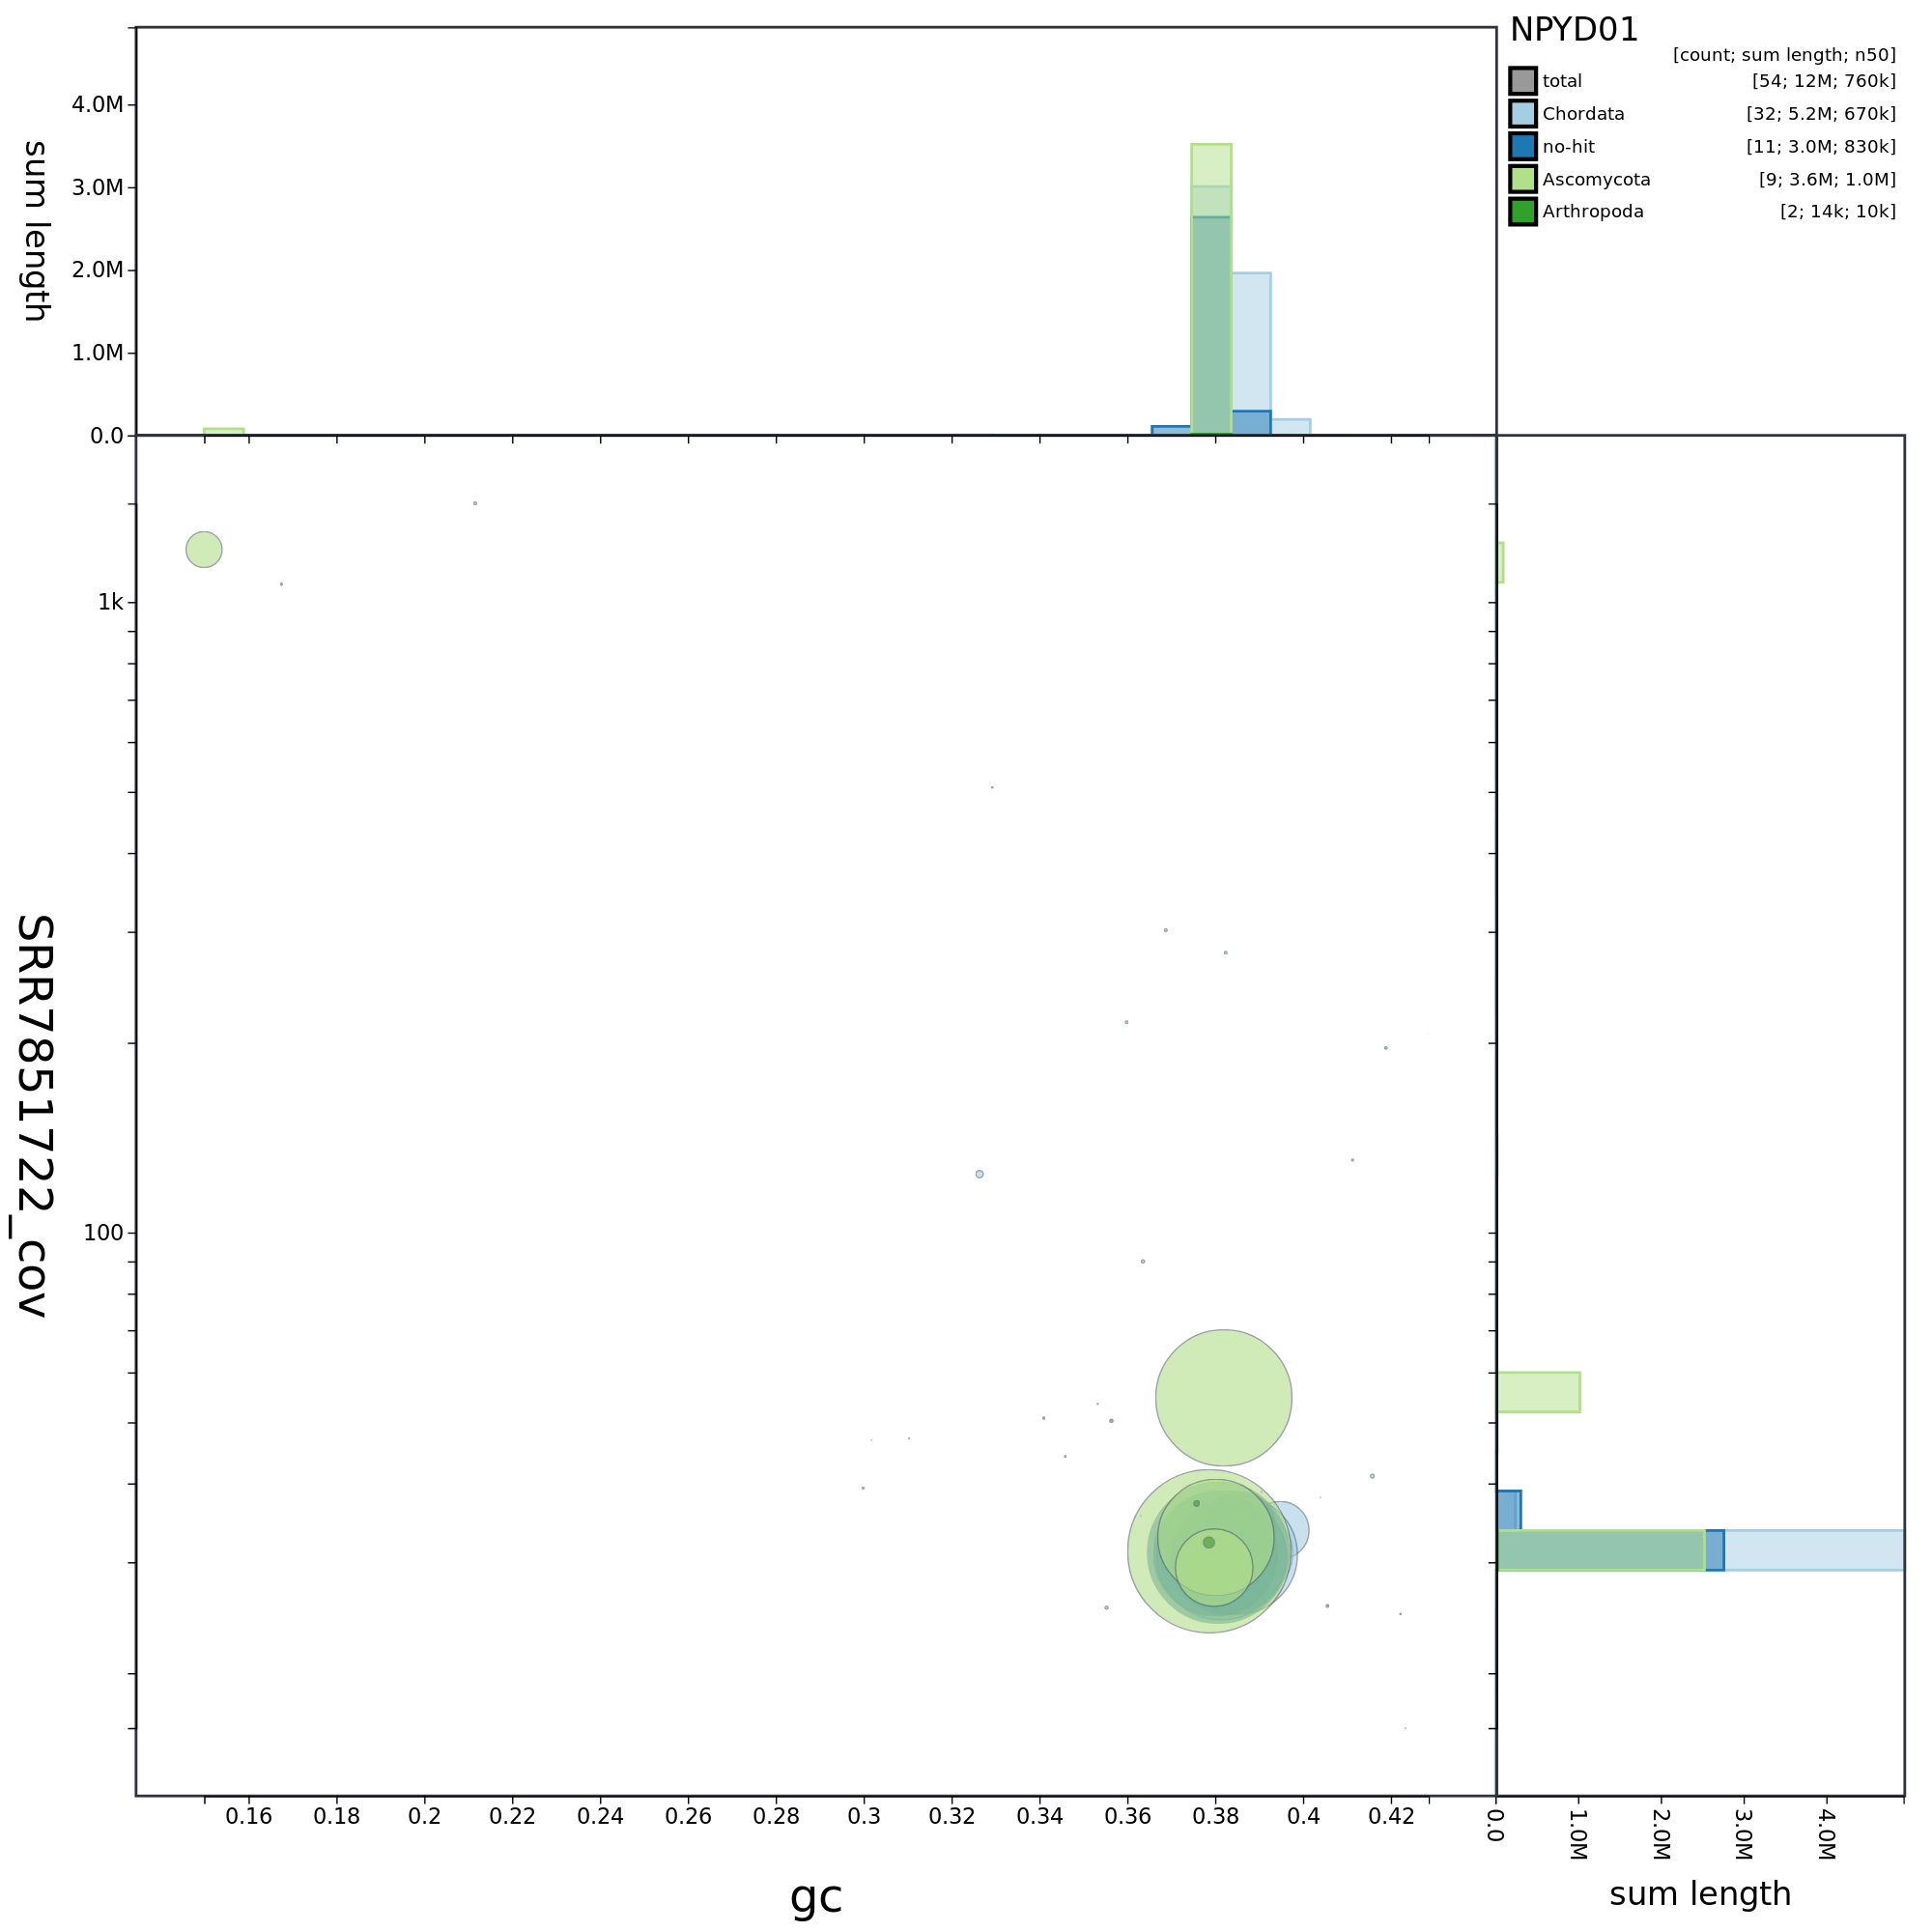 NPYD01
[count; sum length; n50]
total [54; 12M; 760k]
Chordata [32; 5.2M; 670k]
no-hit [11; 3.0M; 830k]
Ascomycota [9; 3.6M; 1.0M]
Arthropoda [2; 14k; 10k]
sum length
4.0M
3.0M
2.0M
1.0M
0.0
SRR7851722_cov
1k
100
0.16 0.18 0.2 0.22 0.24 0.26 0.28 0.3 0.32 0.34 0.36 0.38 0.4 0.42
gc
0.0 1.0M 2.0M 3.0M 4.0M
sum length